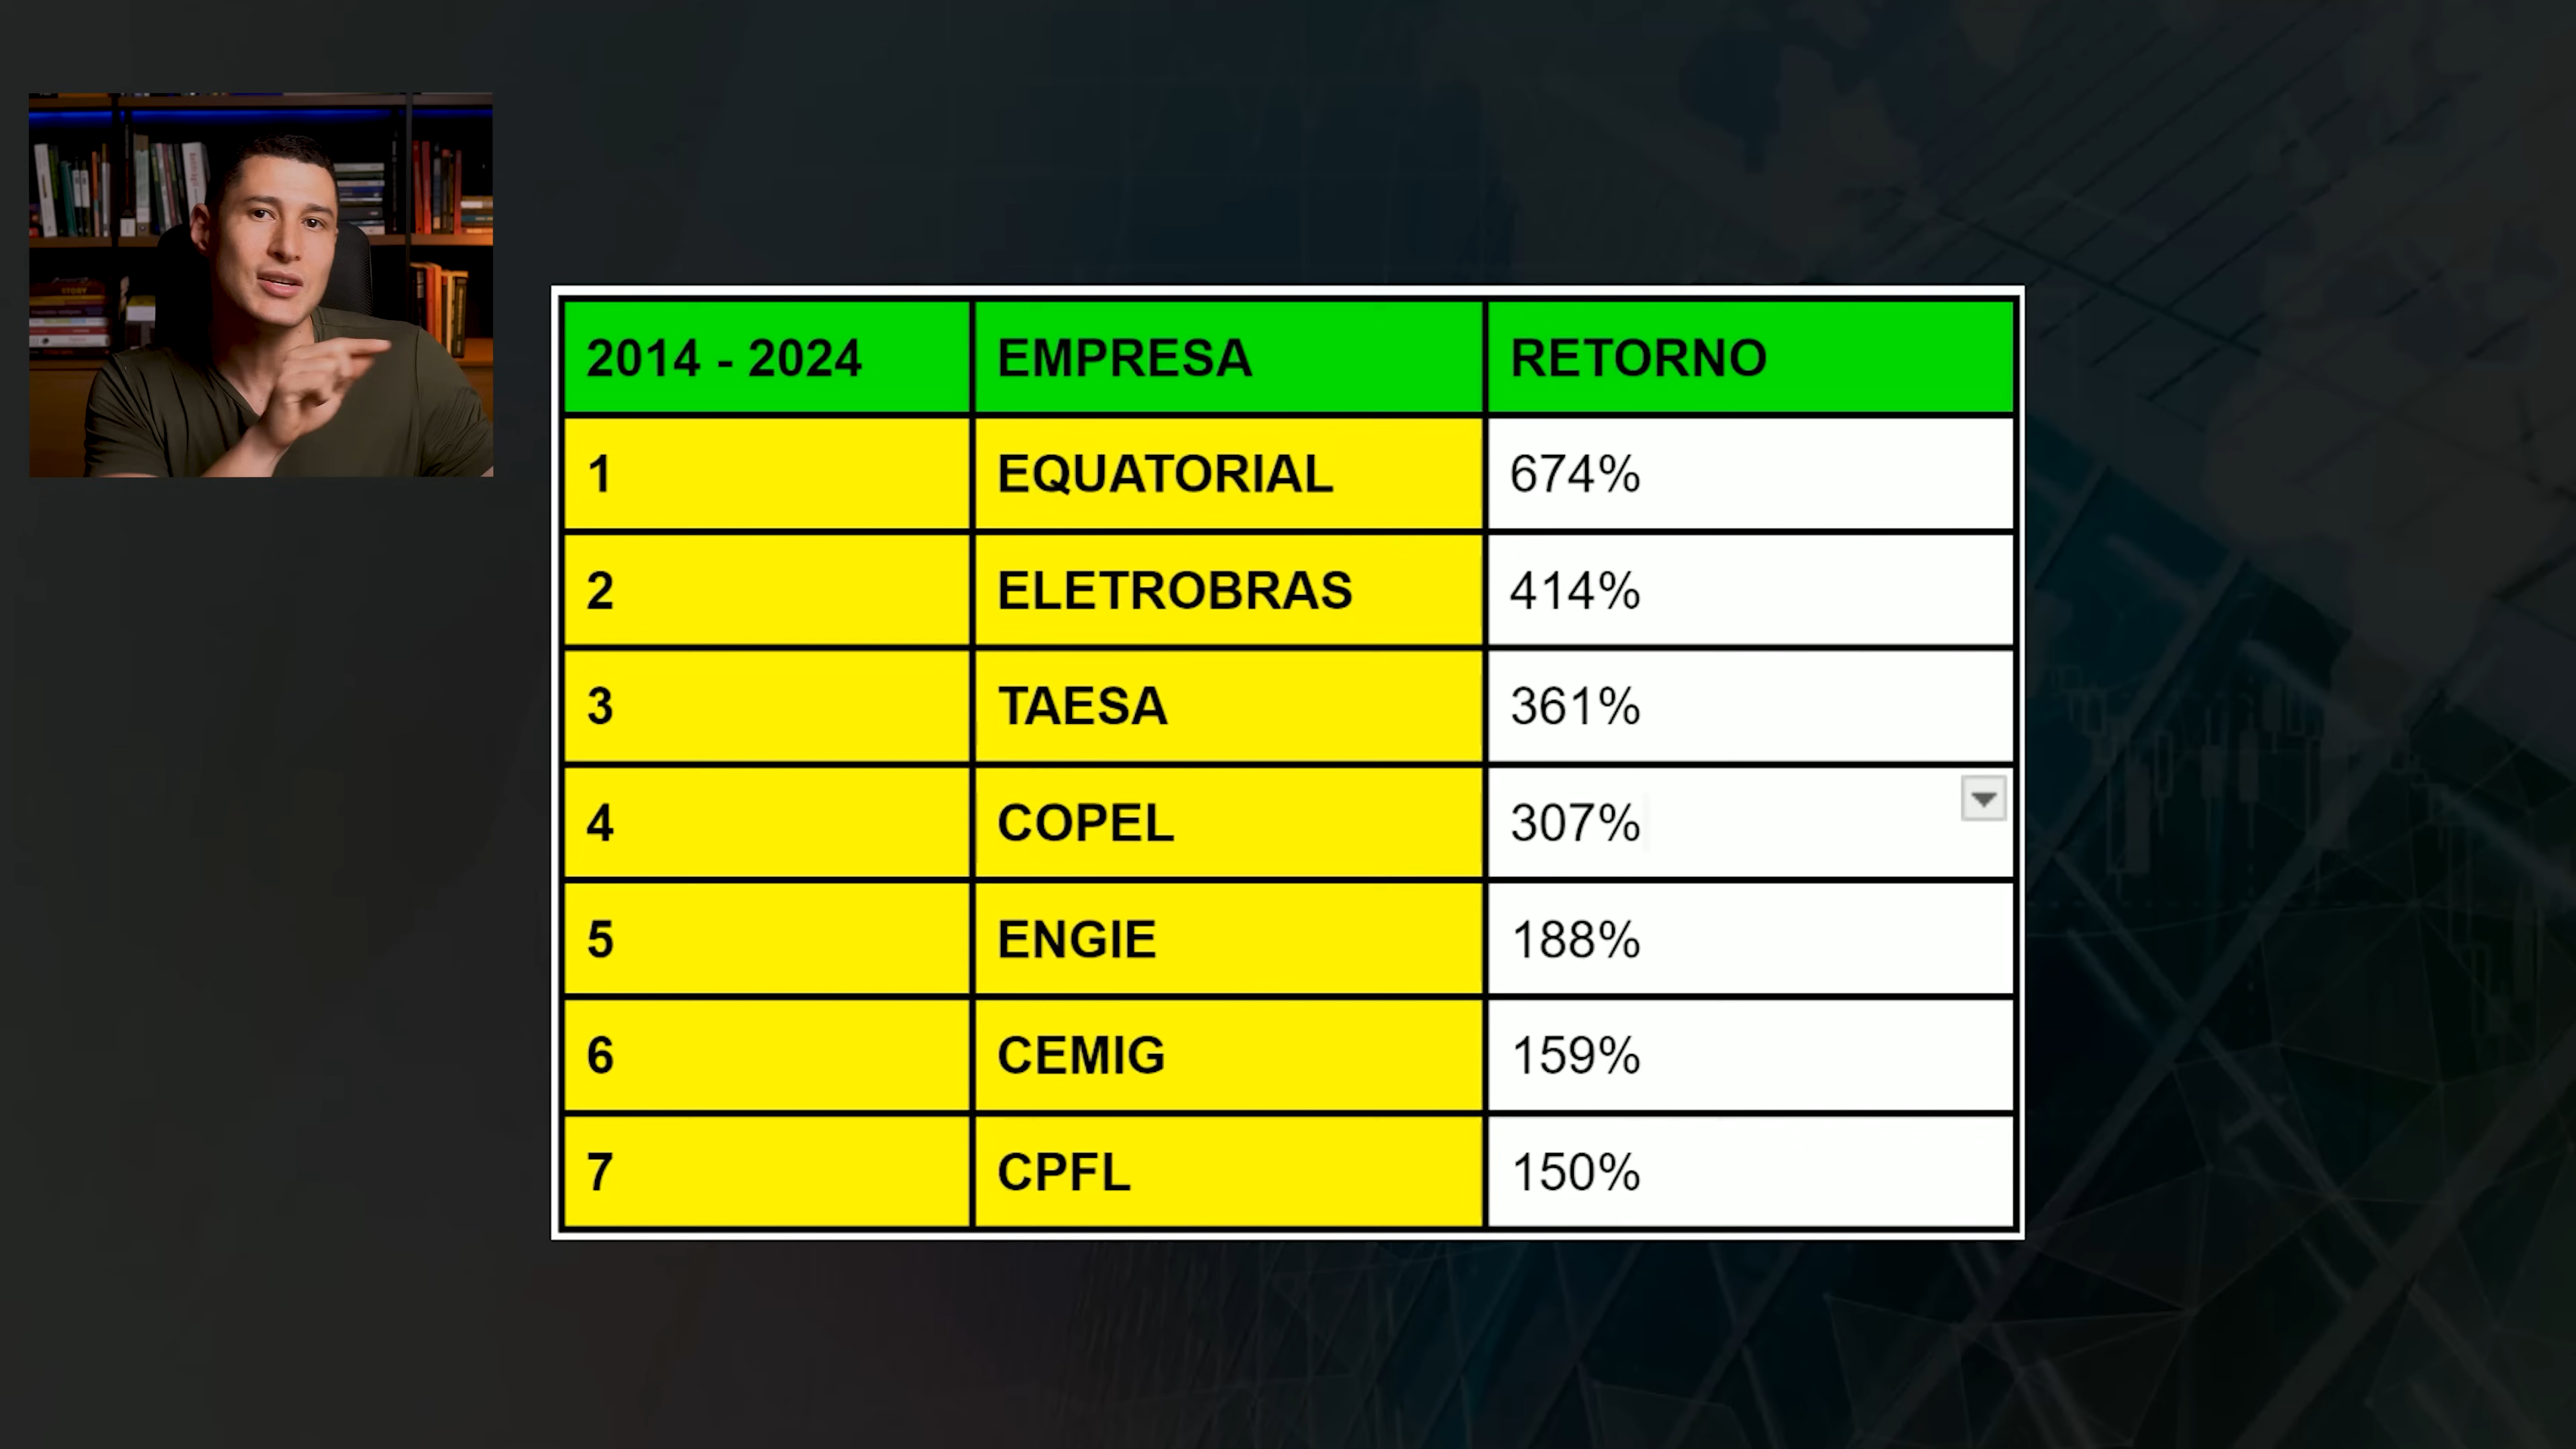 2014 - 2024 EMPRESA RETORNO
1 EQUATORIAL 674%
2 ELETROBRAS 414%
3 TAESA 361%
4 COPEL 307%
5 ENGIE 188%
6 CEMIG 159%
7 CPFL 150%